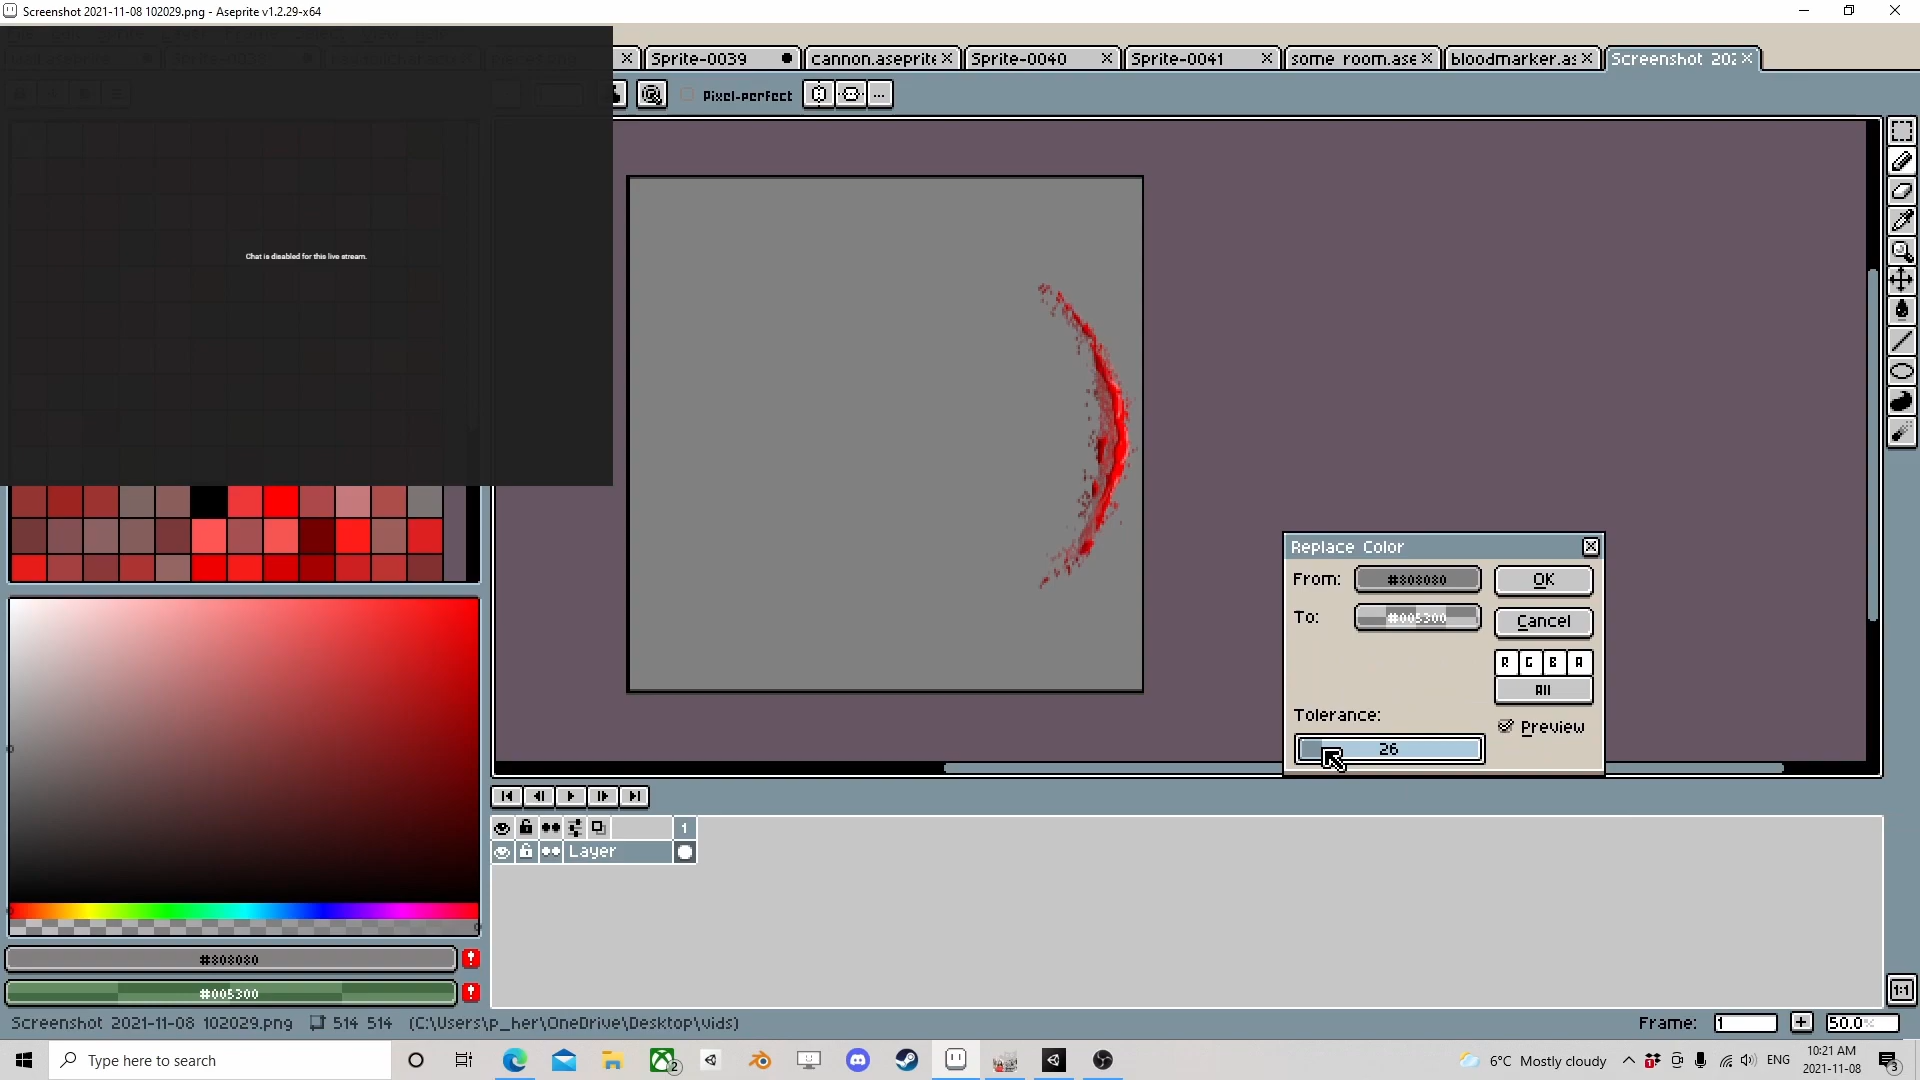 Screenshot 2021-11-08 102029.png - Aseprite v1.2.29-x64
Sprite-0039
cannon.aseprite
Sprite-0040
Sprite-0041
some room.ase
bloodmarker.as
Screenshot 202
Pixel-perfect
...
Chat is disabled for this live stream.
Replace Color
From:
#808080
OK
To:
#005300
Cancel
R G B A
All
Tolerance:
Preview
26
1
Layer
#808080
#005300
1:1
Screenshot 2021-11-08 102029.png
514 514
(C:\Users\p_her\OneDrive\Desktop\vids)
Frame:
1
+
50.0
Type here to search
2
6°C Mostly cloudy
ENG
10:21 AM
2021-11-08
3